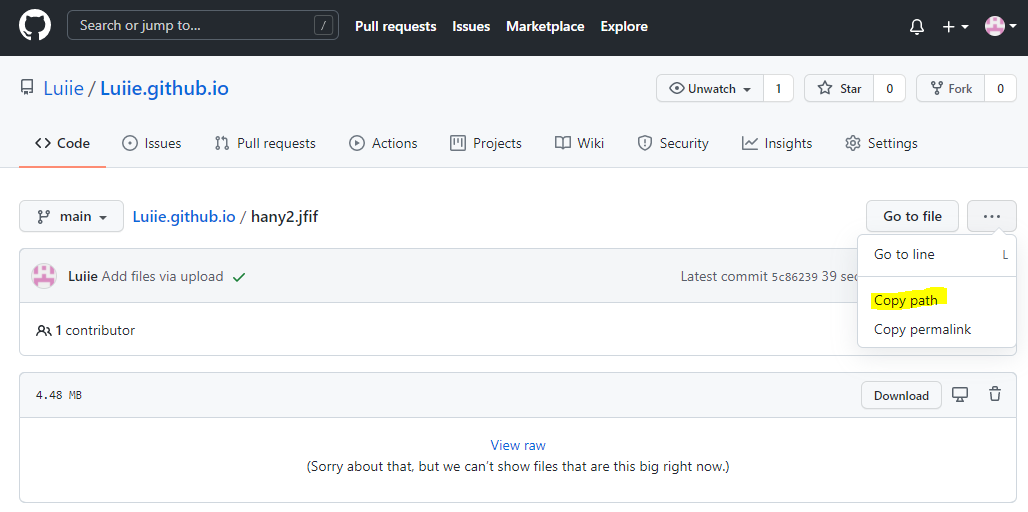 Search or jump to... /
Pull requests Issues Marketplace Explore
Luiie / Luiie.github.io
Unwatch 1 Star 0 Fork 0
<> Code Issues Pull requests Actions Projects Wiki Security Insights Settings
main Luiie.github.io / hany2.jfif
Go to file ...
Go to line L
Copy path
Copy permalink
Luiie Add files via upload
Latest commit 5c86239 39 sec
1 contributor
4.48 MB
Download
View raw
(Sorry about that, but we can't show files that are this big right now.)